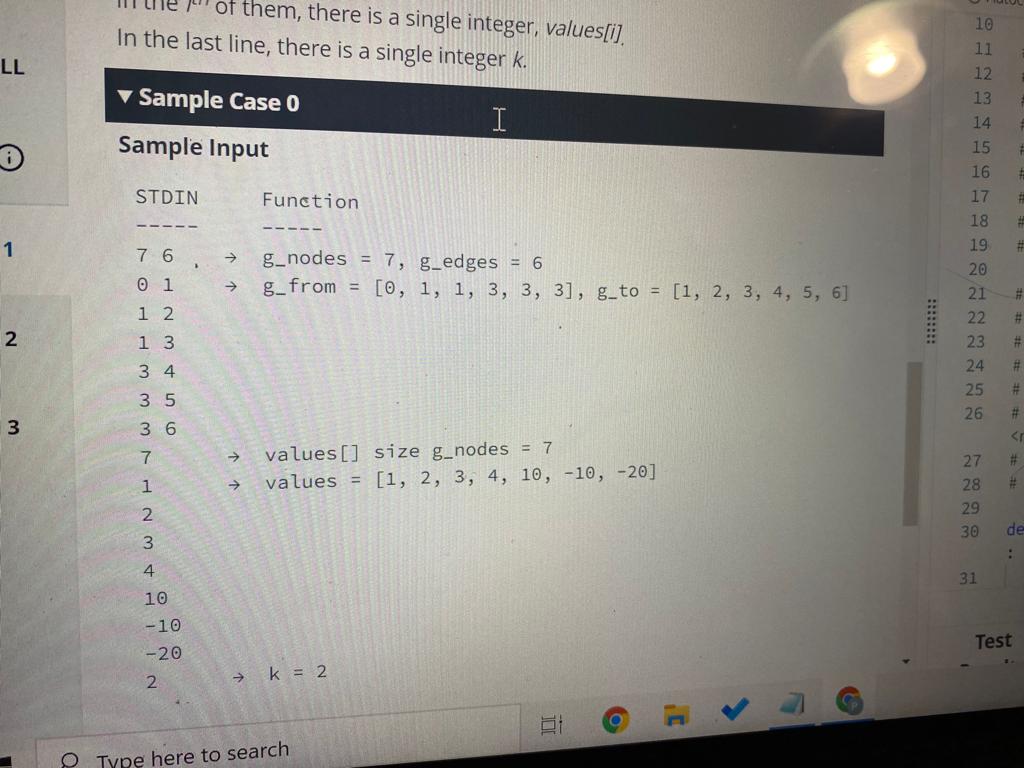 In the ith of them, there is a single integer, values[i].
In the last line, there is a single integer k.
LL
▼ Sample Case 0
Sample Input
STDIN Function
----- -----
7 6 → g_nodes = 7, g_edges = 6
0 1 → g_from = [0, 1, 1, 3, 3, 3], g_to = [1, 2, 3, 4, 5, 6]
1 2
1 3
3 4
3 5
3 6
7 → values[] size g_nodes = 7
1 → values = [1, 2, 3, 4, 10, -10, -20]
2
3
4
10
-10
-20
2 → k = 2
1
2
3
10
11
12
13
14
15
16
17
18
19
20
21 #
22 #
23 #
24 #
25 #
26 #
27 #
28 #
29
30 de
:
31
Test
Type here to search